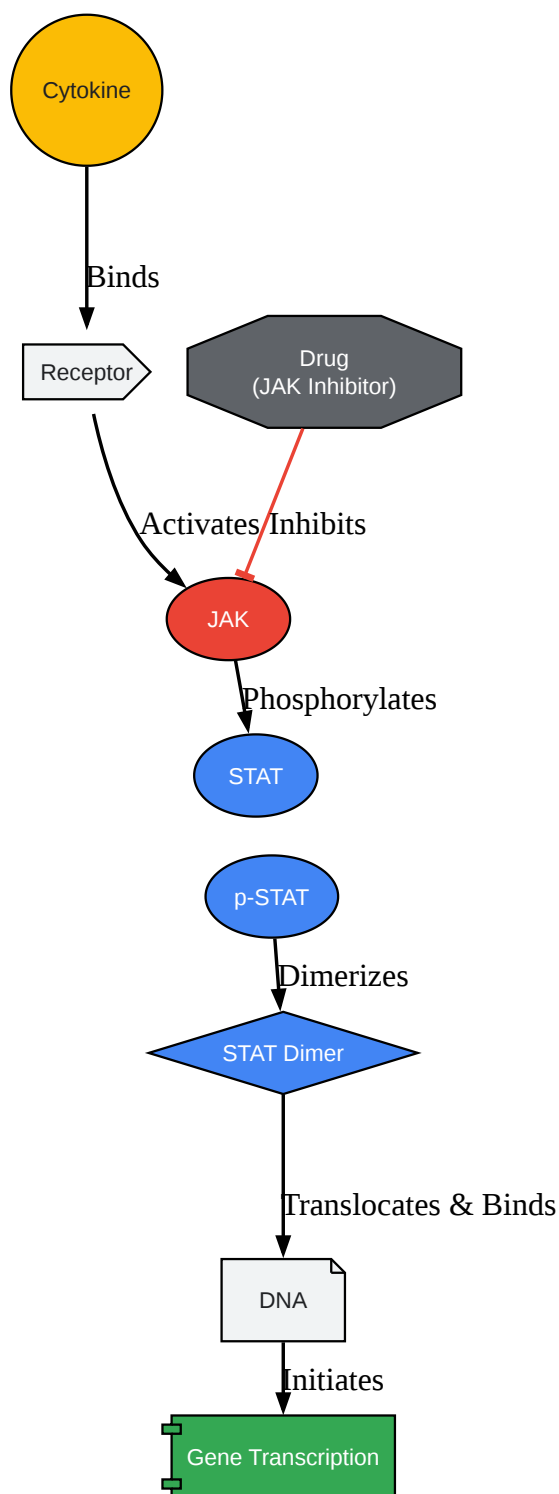 Cytokine
Binds
Receptor
Drug
(JAK Inhibitor)
Activates
Inhibits
JAK
Phosphorylates
STAT
p-STAT
Dimerizes
STAT Dimer
Translocates & Binds
DNA
Initiates
Gene Transcription